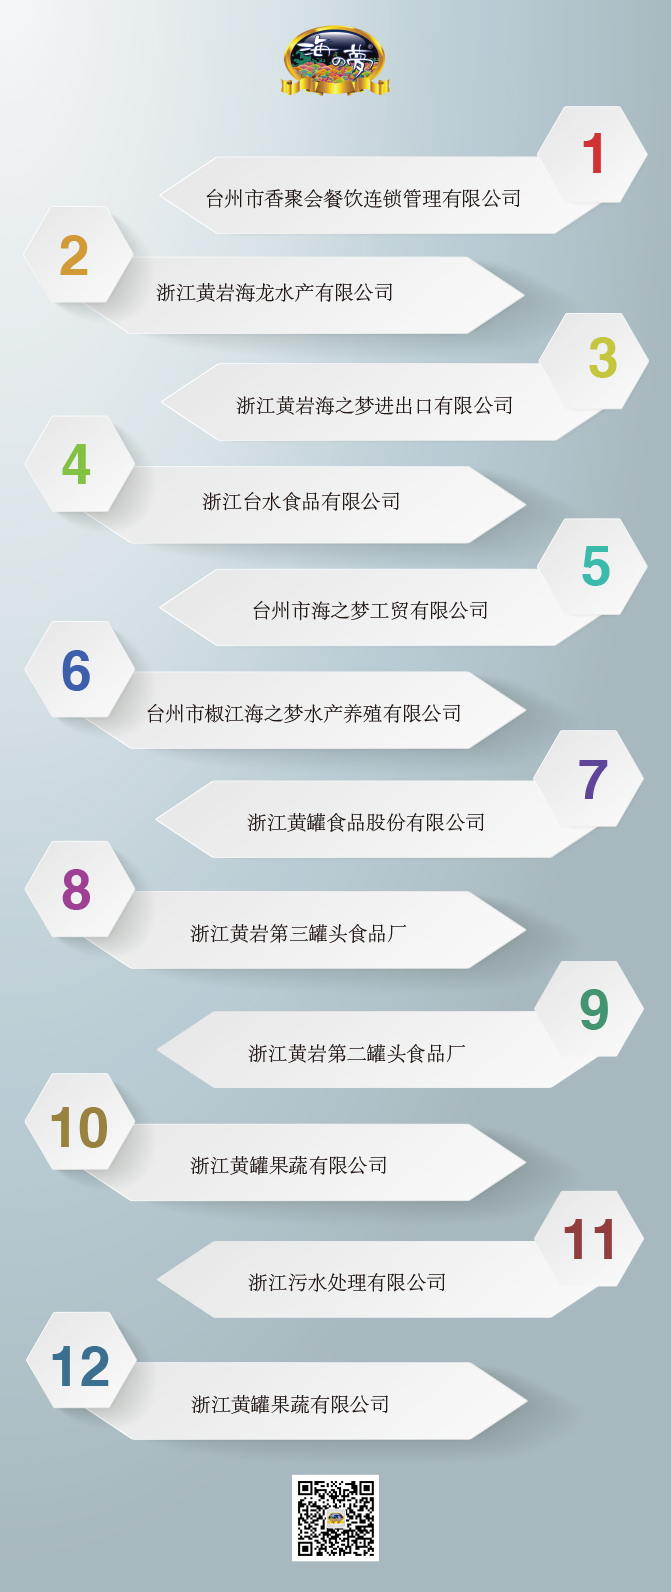 海の夢
1
台州市香聚会餐饮连锁管理有限公司
2
浙江黄岩海龙水产有限公司
3
浙江黄岩海之梦进出口有限公司
4
浙江台水食品有限公司
5
台州市海之梦工贸有限公司
6
台州市椒江海之梦水产养殖有限公司
7
浙江黄罐食品股份有限公司
8
浙江黄岩第三罐头食品厂
9
浙江黄岩第二罐头食品厂
10
浙江黄罐果蔬有限公司
11
浙江污水处理有限公司
12
浙江黄罐果蔬有限公司